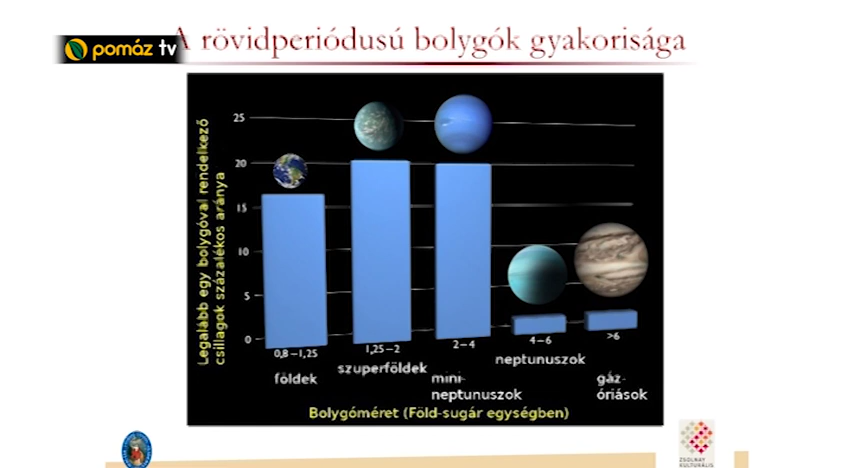 A rövidperiódusú bolygók gyakorisága
pomáz tv
Legalább egy bolygóval rendelkező
csillagok százalékos aránya
25
20
15
10
5
0
0,8–1,25
1,25–2
2–4
4–6
>6
földek
szuperföldek
mini-
neptunuszok
neptunuszok
gáz-
óriások
Bolygóméret (Föld-sugár egységben)
ZSOLNAY
KULTURÁLIS